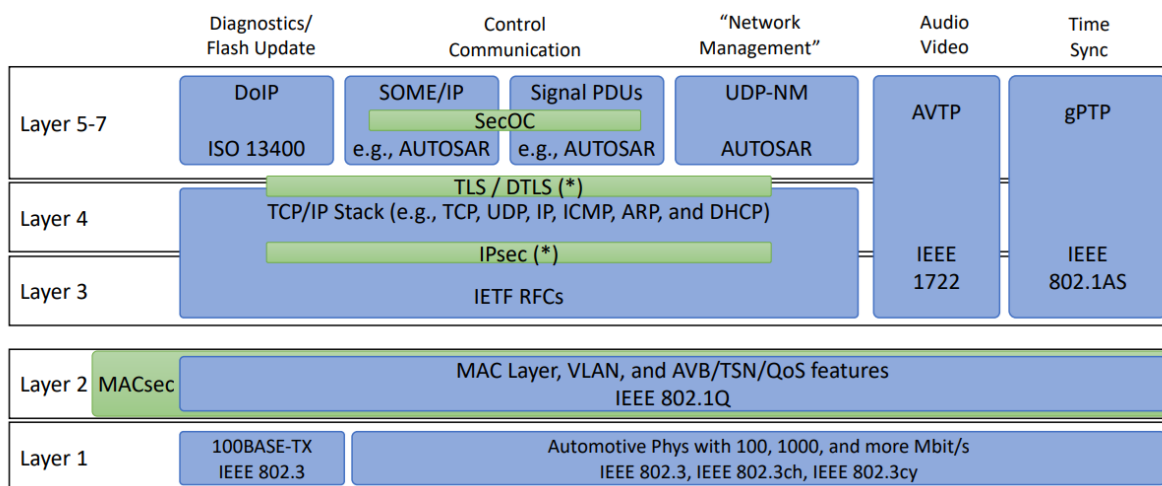 Diagnostics/
Flash Update
Control
Communication
“Network
Management”
Audio
Video
Time
Sync
Layer 5-7
DoIP
ISO 13400
SOME/IP
e.g., AUTOSAR
Signal PDUs
e.g., AUTOSAR
SecOC
UDP-NM
AUTOSAR
AVTP
IEEE
1722
gPTP
IEEE
802.1AS
TLS / DTLS (*)
Layer 4
TCP/IP Stack (e.g., TCP, UDP, IP, ICMP, ARP, and DHCP)
IPsec (*)
Layer 3
IETF RFCs
Layer 2
MACsec
MAC Layer, VLAN, and AVB/TSN/QoS features
IEEE 802.1Q
Layer 1
100BASE-TX
IEEE 802.3
Automotive Phys with 100, 1000, and more Mbit/s
IEEE 802.3, IEEE 802.3ch, IEEE 802.3cy